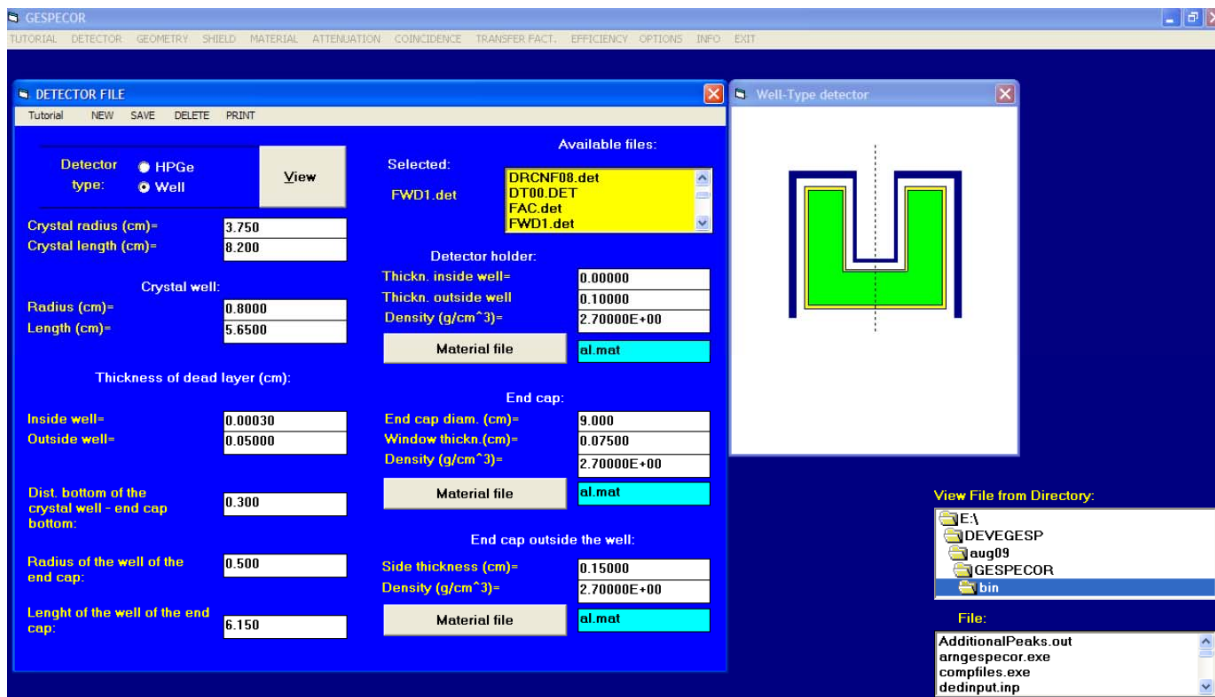 GESPECOR
TUTORIAL DETECTOR GEOMETRY SHIELD MATERIAL ATTENUATION COINCIDENCE TRANSFER FACT. EFFICIENCY OPTIONS INFO EXIT
DETECTOR FILE
Tutorial NEW SAVE DELETE PRINT
Detector type:
HPGe
Well
View
Selected:
FWD1.det
Available files:
DRCNF08.det
DT00.DET
FAC.det
FWD1.det
Crystal radius (cm)= 3.750
Crystal length (cm)= 8.200
Crystal well:
Radius (cm)= 0.8000
Length (cm)= 5.6500
Thickness of dead layer (cm):
Inside well= 0.00030
Outside well= 0.05000
Dist. bottom of the
crystal well - end cap
bottom:
0.300
Radius of the well of the
end cap:
0.500
Lenght of the well of the end
cap:
6.150
Detector holder:
Thickn. inside well= 0.00000
Thickn. outside well 0.10000
Density (g/cm^3)= 2.70000E+00
Material file al.mat
End cap:
End cap diam. (cm)= 9.000
Window thickn.(cm)= 0.07500
Density (g/cm^3)= 2.70000E+00
Material file al.mat
End cap outside the well:
Side thickness (cm)= 0.15000
Density (g/cm^3)= 2.70000E+00
Material file al.mat
Well-Type detector
View File from Directory:
E:\
DEVEGESP
aug09
GESPECOR
bin
File:
AdditionalPeaks.out
arngespecor.exe
compfiles.exe
dedinput.inp